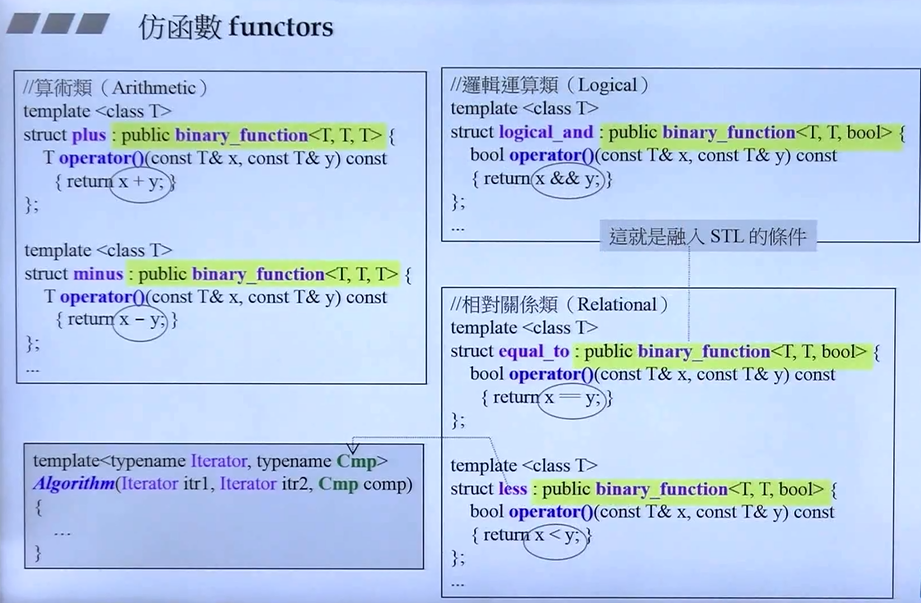 仿函數 functors
//算術類（Arithmetic）
template <class T>
struct plus : public binary_function<T, T, T> {
T operator()(const T& x, const T& y) const
{ return x + y; }
};
template <class T>
struct minus : public binary_function<T, T, T> {
T operator()(const T& x, const T& y) const
{ return x − y; }
};
...
template<typename Iterator, typename Cmp>
Algorithm(Iterator itr1, Iterator itr2, Cmp comp)
{
...
}
//邏輯運算類（Logical）
template <class T>
struct logical_and : public binary_function<T, T, bool> {
bool operator()(const T& x, const T& y) const
{ return x && y; }
};
...
這就是融入 STL 的條件
//相對關係類（Relational）
template <class T>
struct equal_to : public binary_function<T, T, bool> {
bool operator()(const T& x, const T& y) const
{ return x == y; }
};
template <class T>
struct less : public binary_function<T, T, bool> {
bool operator()(const T& x, const T& y) const
{ return x < y; }
};
...